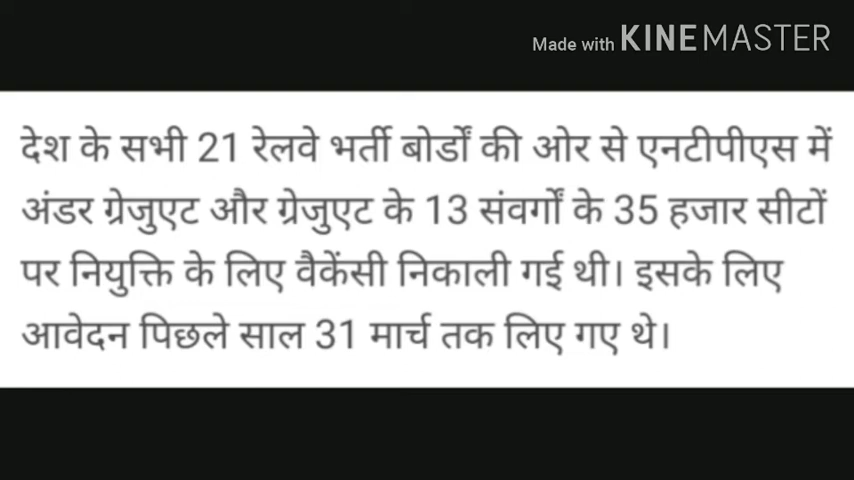 Made with KINEMASTER
देश के सभी 21 रेलवे भर्ती बोर्डों की ओर से एनटीपीएस में
अंडर ग्रेजुएट और ग्रेजुएट के 13 संवर्गों के 35 हजार सीटों
पर नियुक्ति के लिए वैकेंसी निकाली गई थी। इसके लिए
आवेदन पिछले साल 31 मार्च तक लिए गए थे।